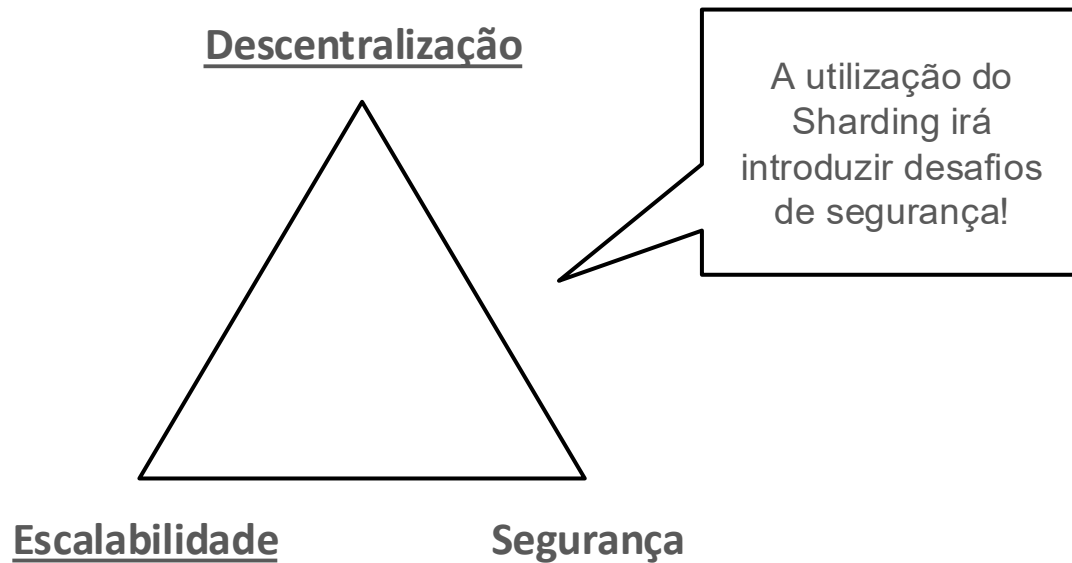 Descentralização
A utilização do
Sharding irá
introduzir desafios
de segurança!
Escalabilidade
Segurança